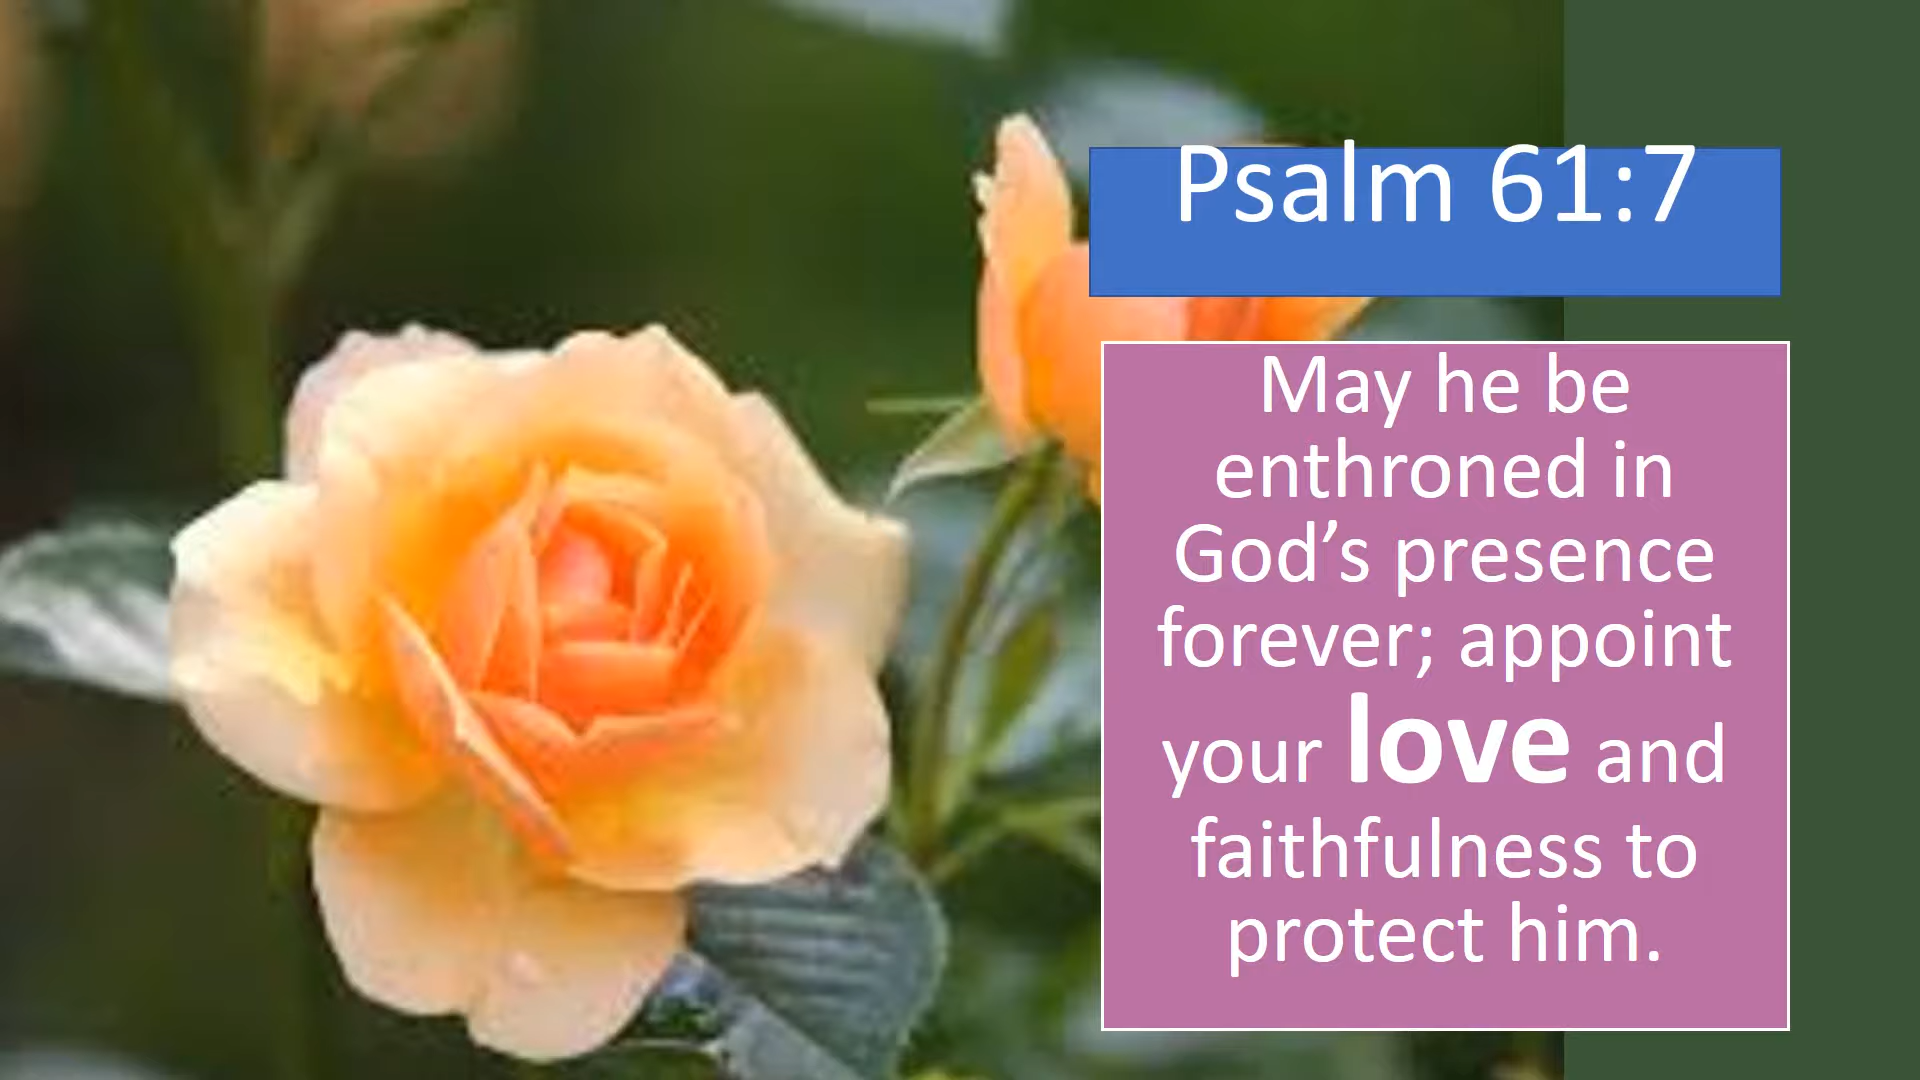 Psalm 61:7
May he be
enthroned in
God’s presence
forever; appoint
your love and
faithfulness to
protect him.